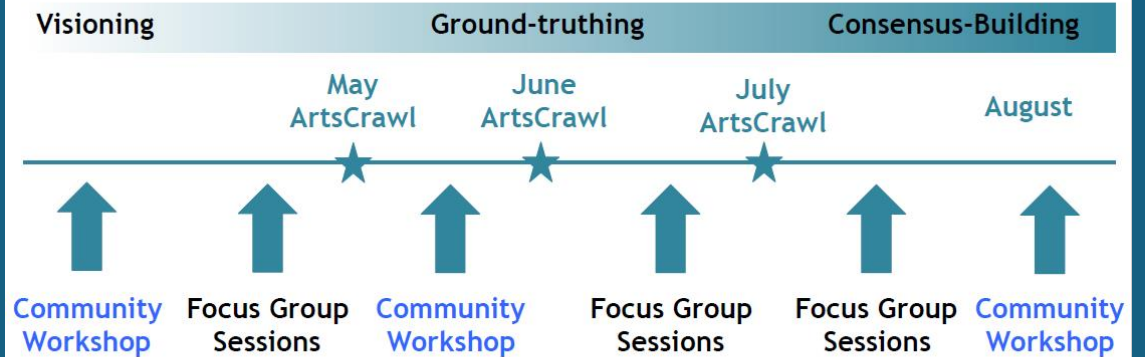 Visioning
Ground-truthing
Consensus-Building
May
ArtsCrawl
June
ArtsCrawl
July
ArtsCrawl
August
Community
Workshop
Focus Group
Sessions
Community
Workshop
Focus Group
Sessions
Focus Group
Sessions
Community
Workshop